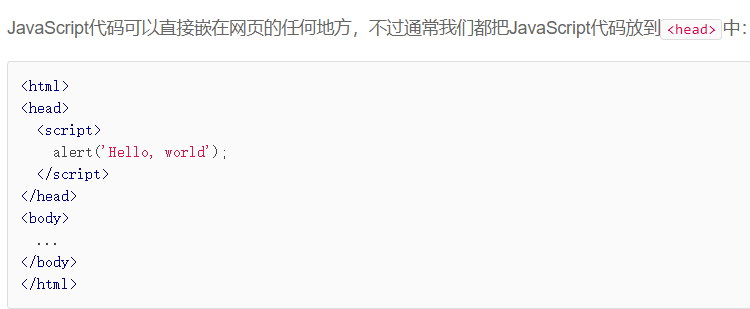 JavaScript代码可以直接嵌在网页的任何地方，不过通常我们都把JavaScript代码放到<head>中：
<html>
<head>
  <script>
    alert('Hello, world');
  </script>
</head>
<body>
  ...
</body>
</html>